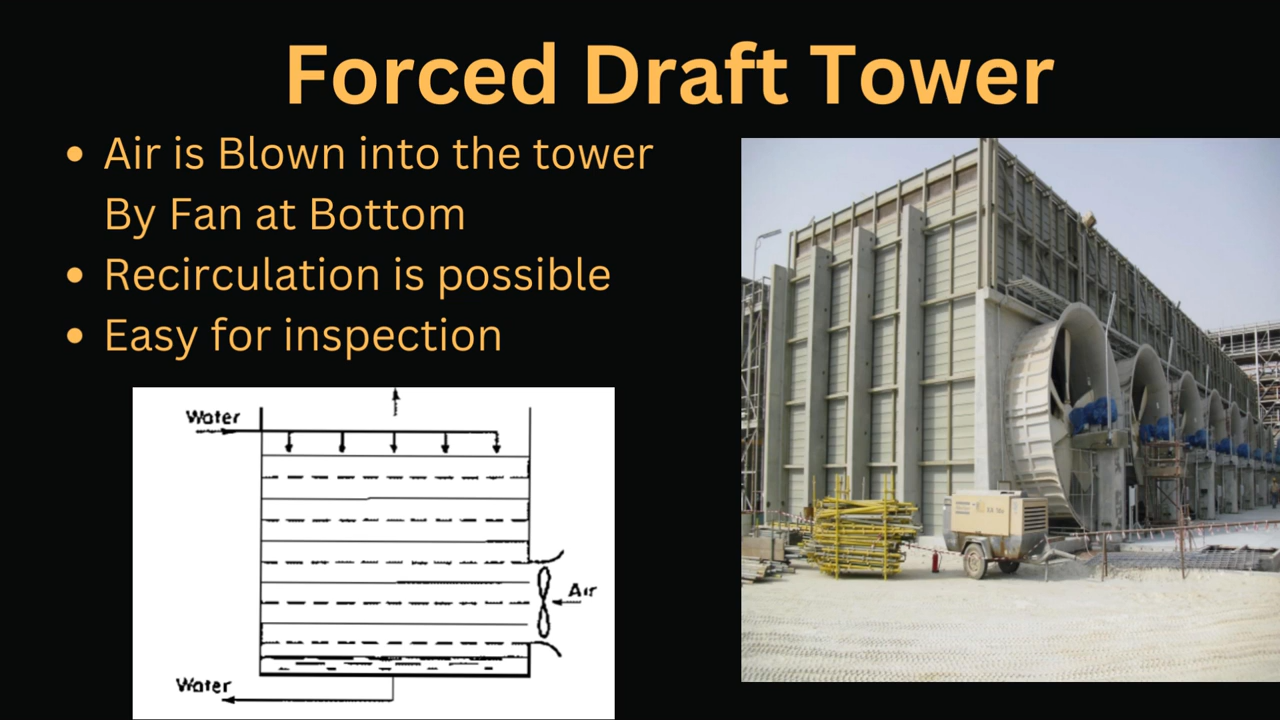 Forced Draft Tower
• Air is Blown into the tower
By Fan at Bottom
• Recirculation is possible
• Easy for inspection
Water
Air
Water